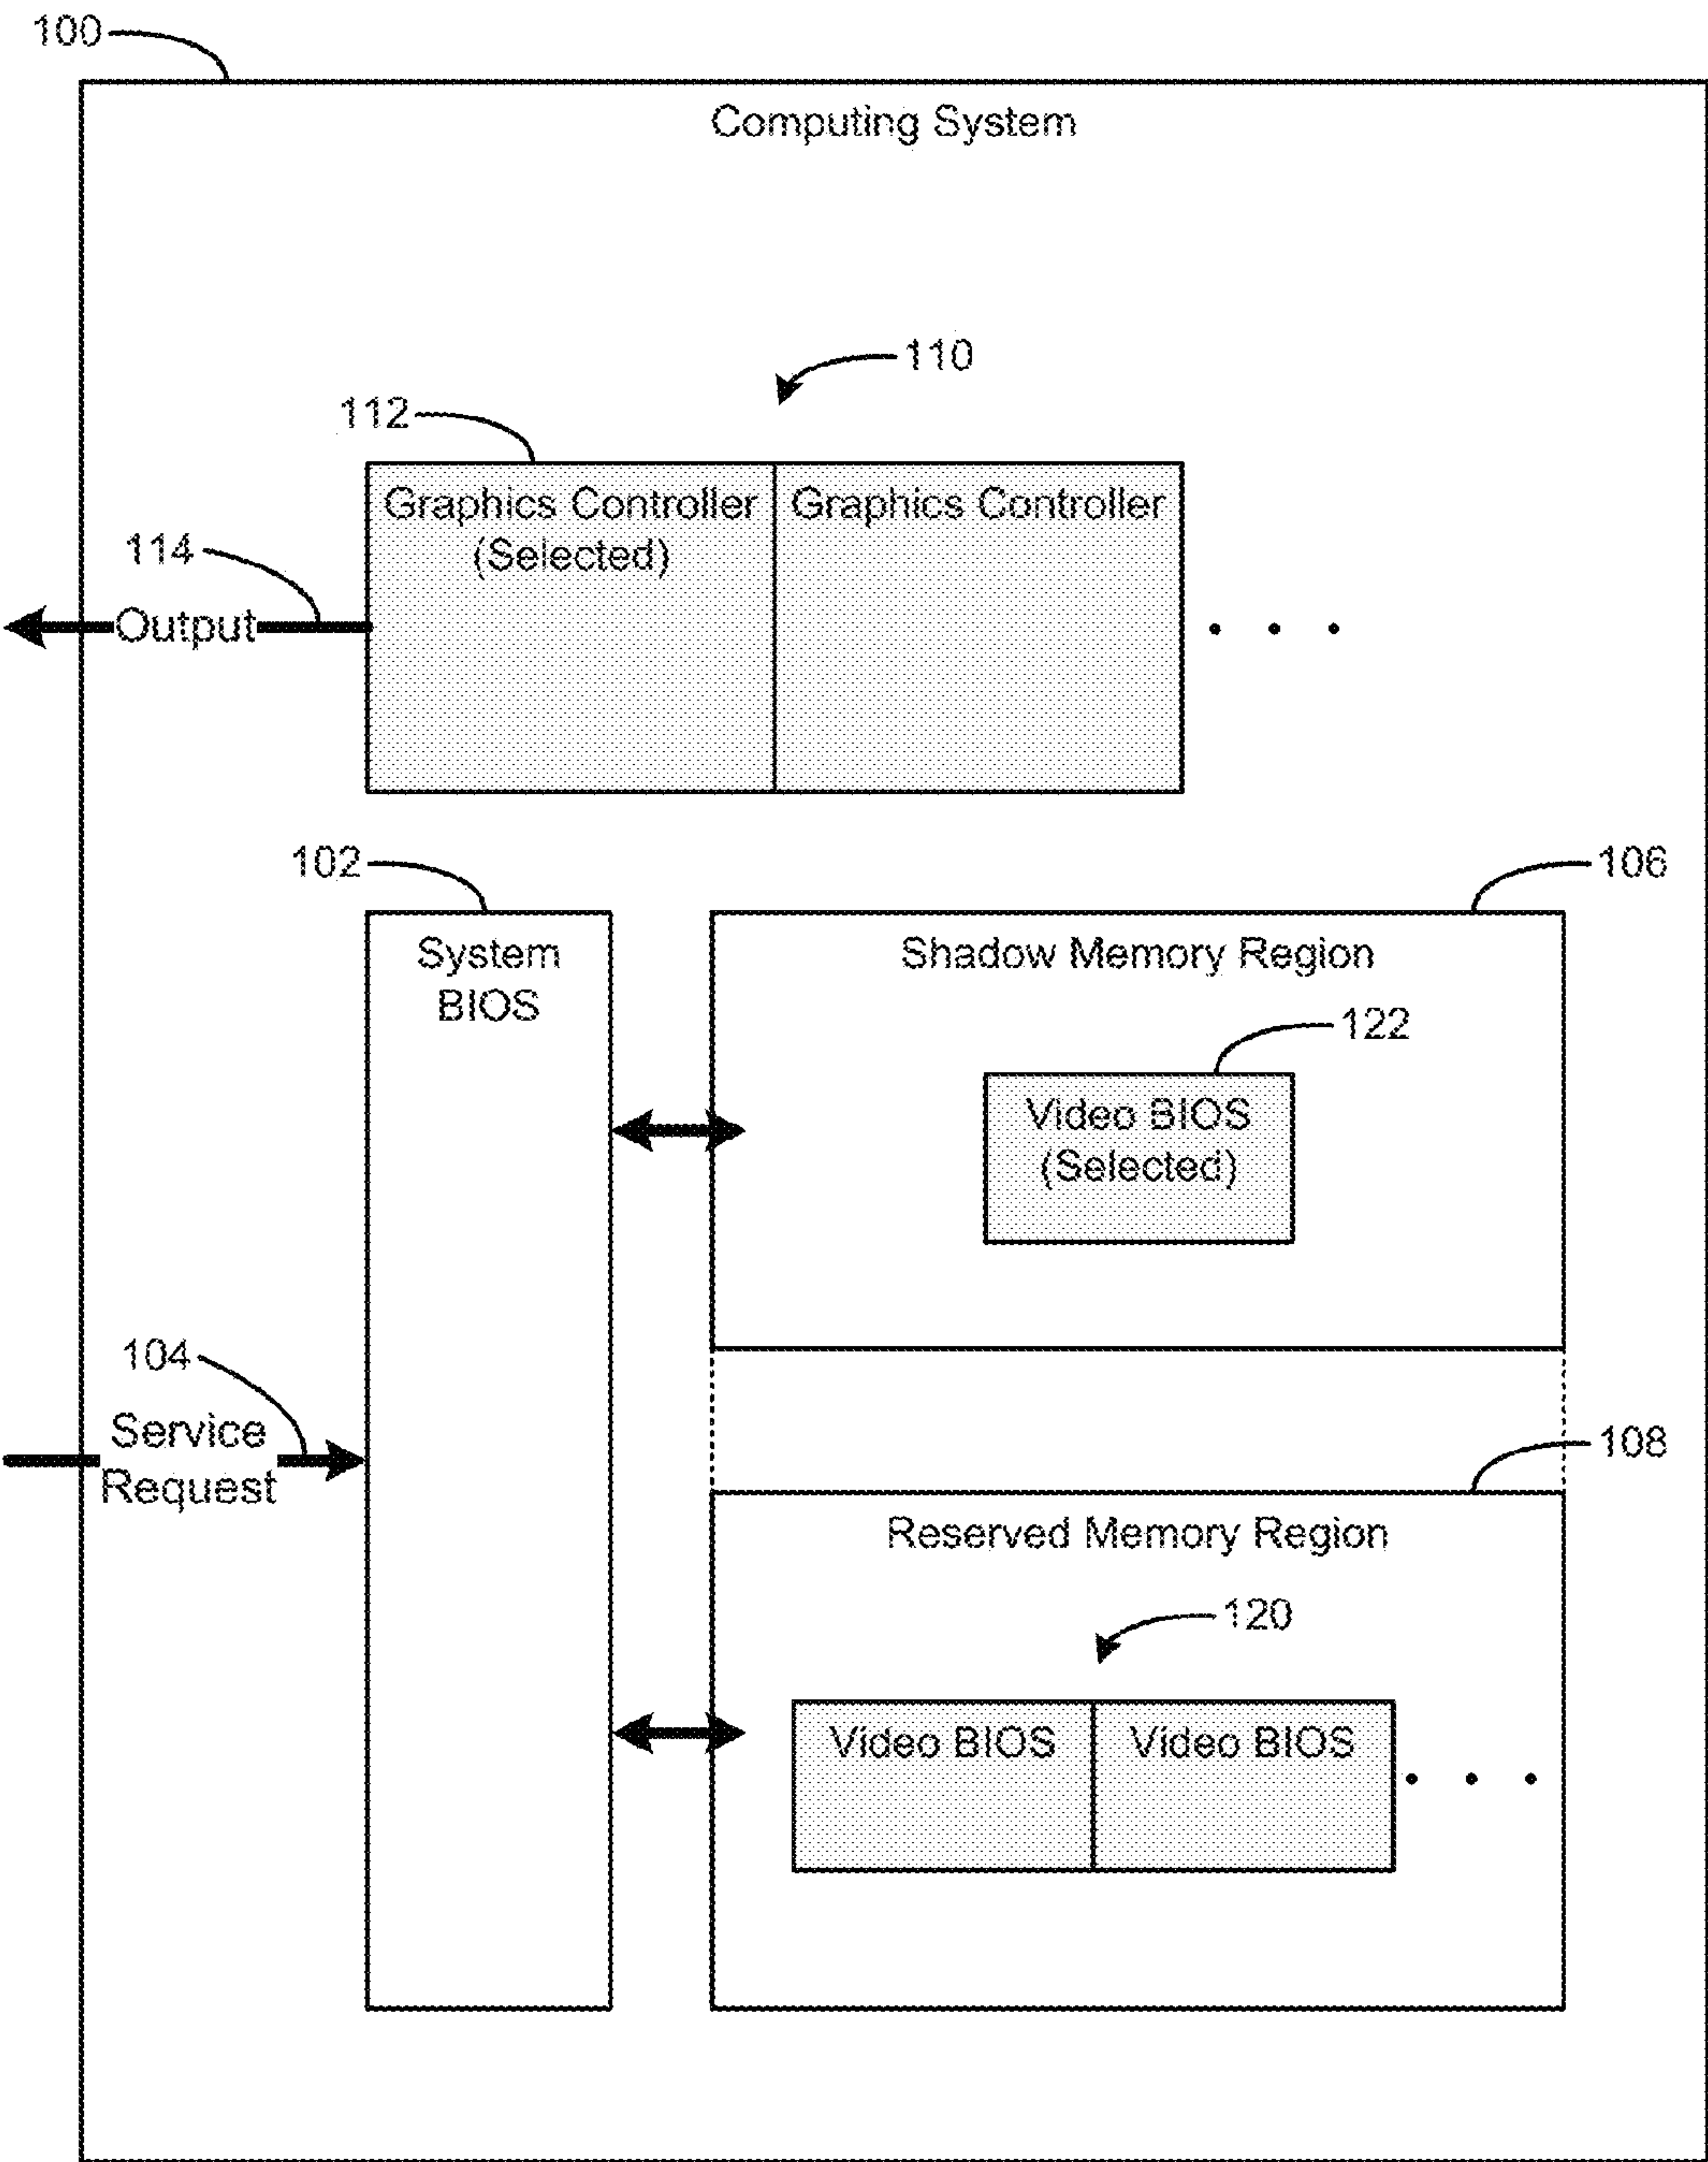 100
Computing System
110
112
Graphics Controller
(Selected)
Graphics Controller
114
Output
102
106
System
BIOS
Shadow Memory Region
122
Video BIOS
(Selected)
104
Service
Request
108
Reserved Memory Region
120
Video BIOS
Video BIOS